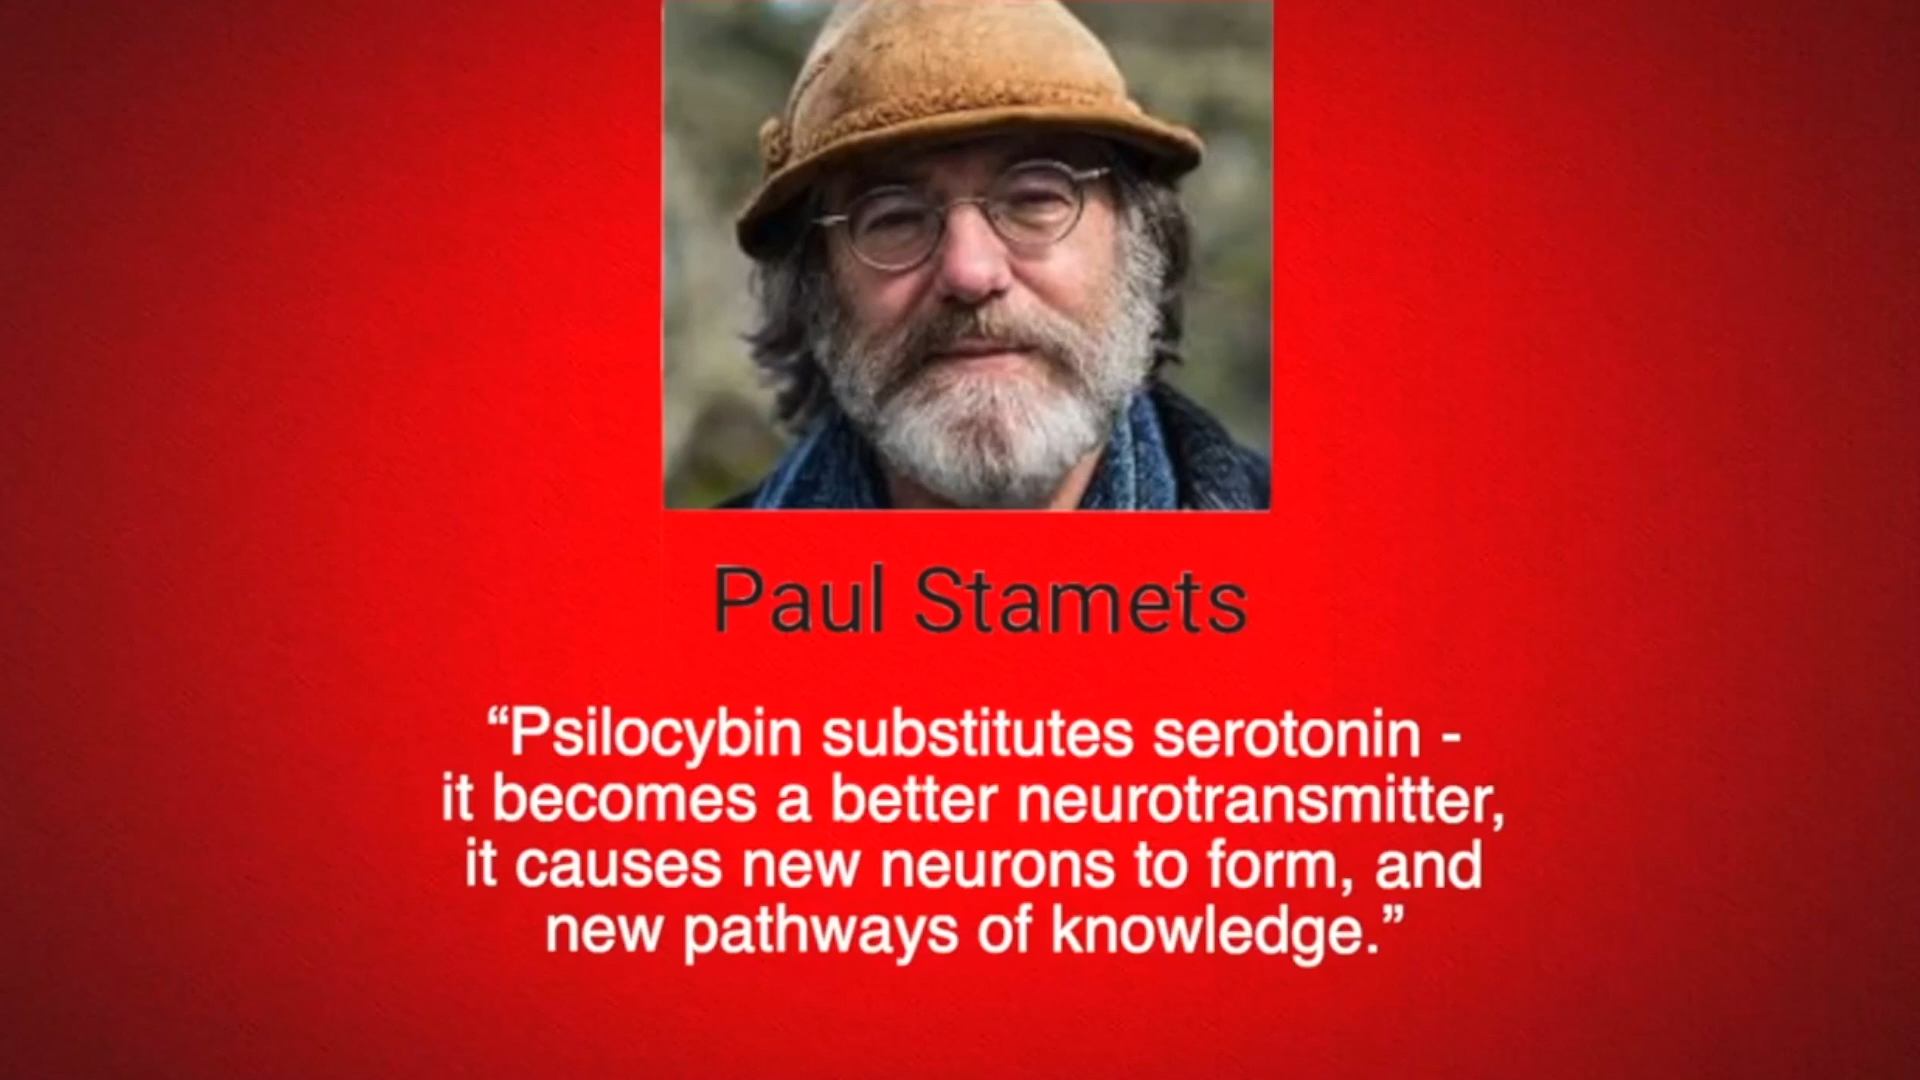 Paul Stamets
“Psilocybin substitutes serotonin -
it becomes a better neurotransmitter,
it causes new neurons to form, and
new pathways of knowledge.”